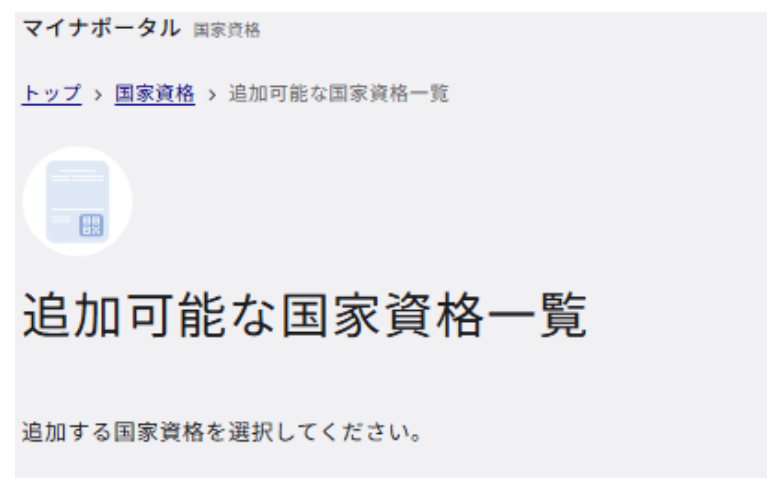 マイナポータル 国家資格
トップ > 国家資格 > 追加可能な国家資格一覧
追加可能な国家資格一覧
追加する国家資格を選択してください。